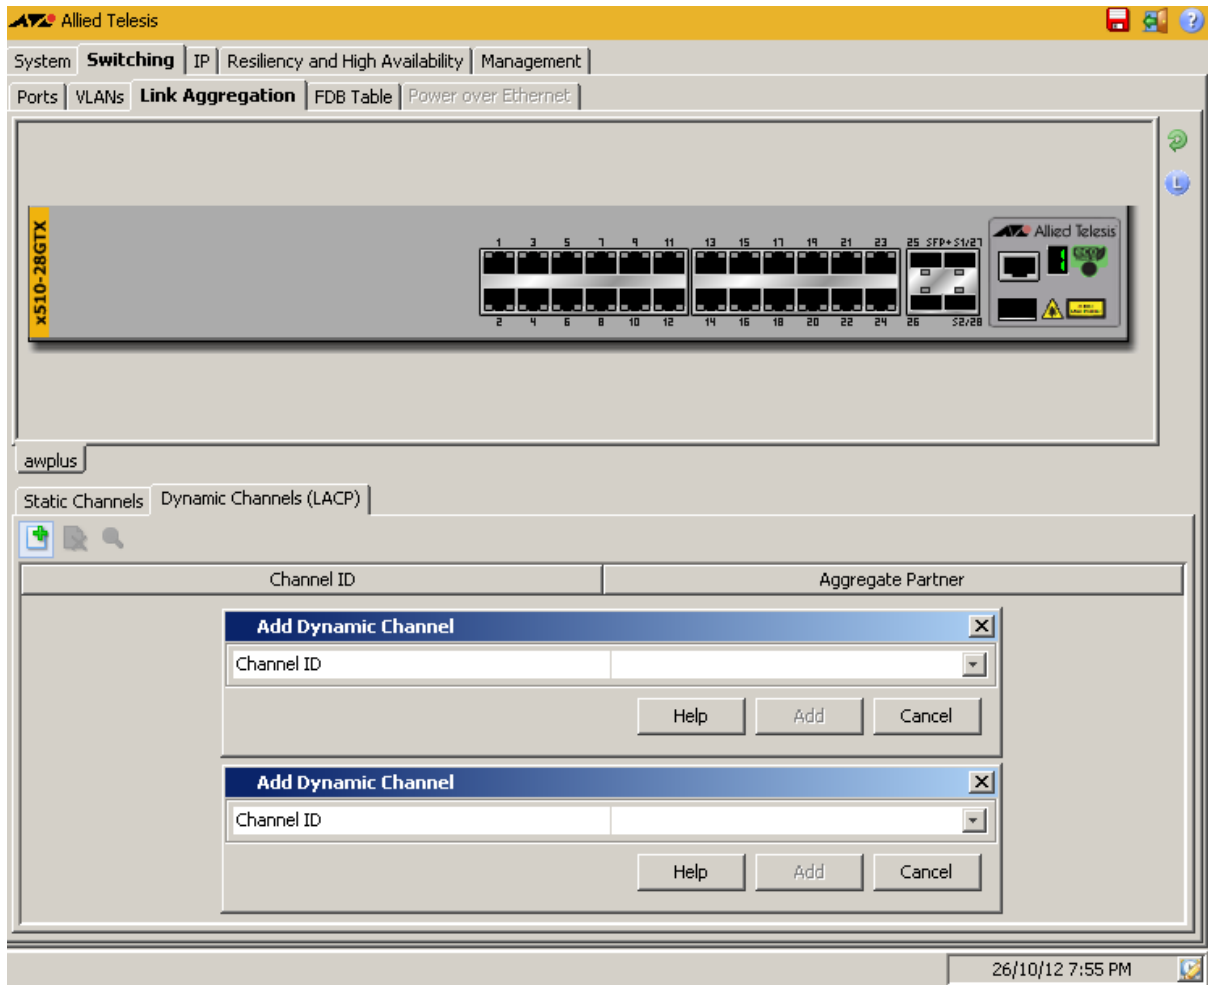 Allied Telesis
System Switching IP Resiliency and High Availability Management
Ports VLANs Link Aggregation FDB Table Power over Ethernet
x510-28GTX
1 3 5 7 9 11 13 15 17 19 21 23 25 SFP+ S1/27
Allied Telesis
eco
2 4 6 8 10 12 14 16 18 20 22 24 26 S2/28
awplus
Static Channels Dynamic Channels (LACP)
Channel ID Aggregate Partner
Add Dynamic Channel
Channel ID
Help Add Cancel
Add Dynamic Channel
Channel ID
Help Add Cancel
26/10/12 7:55 PM